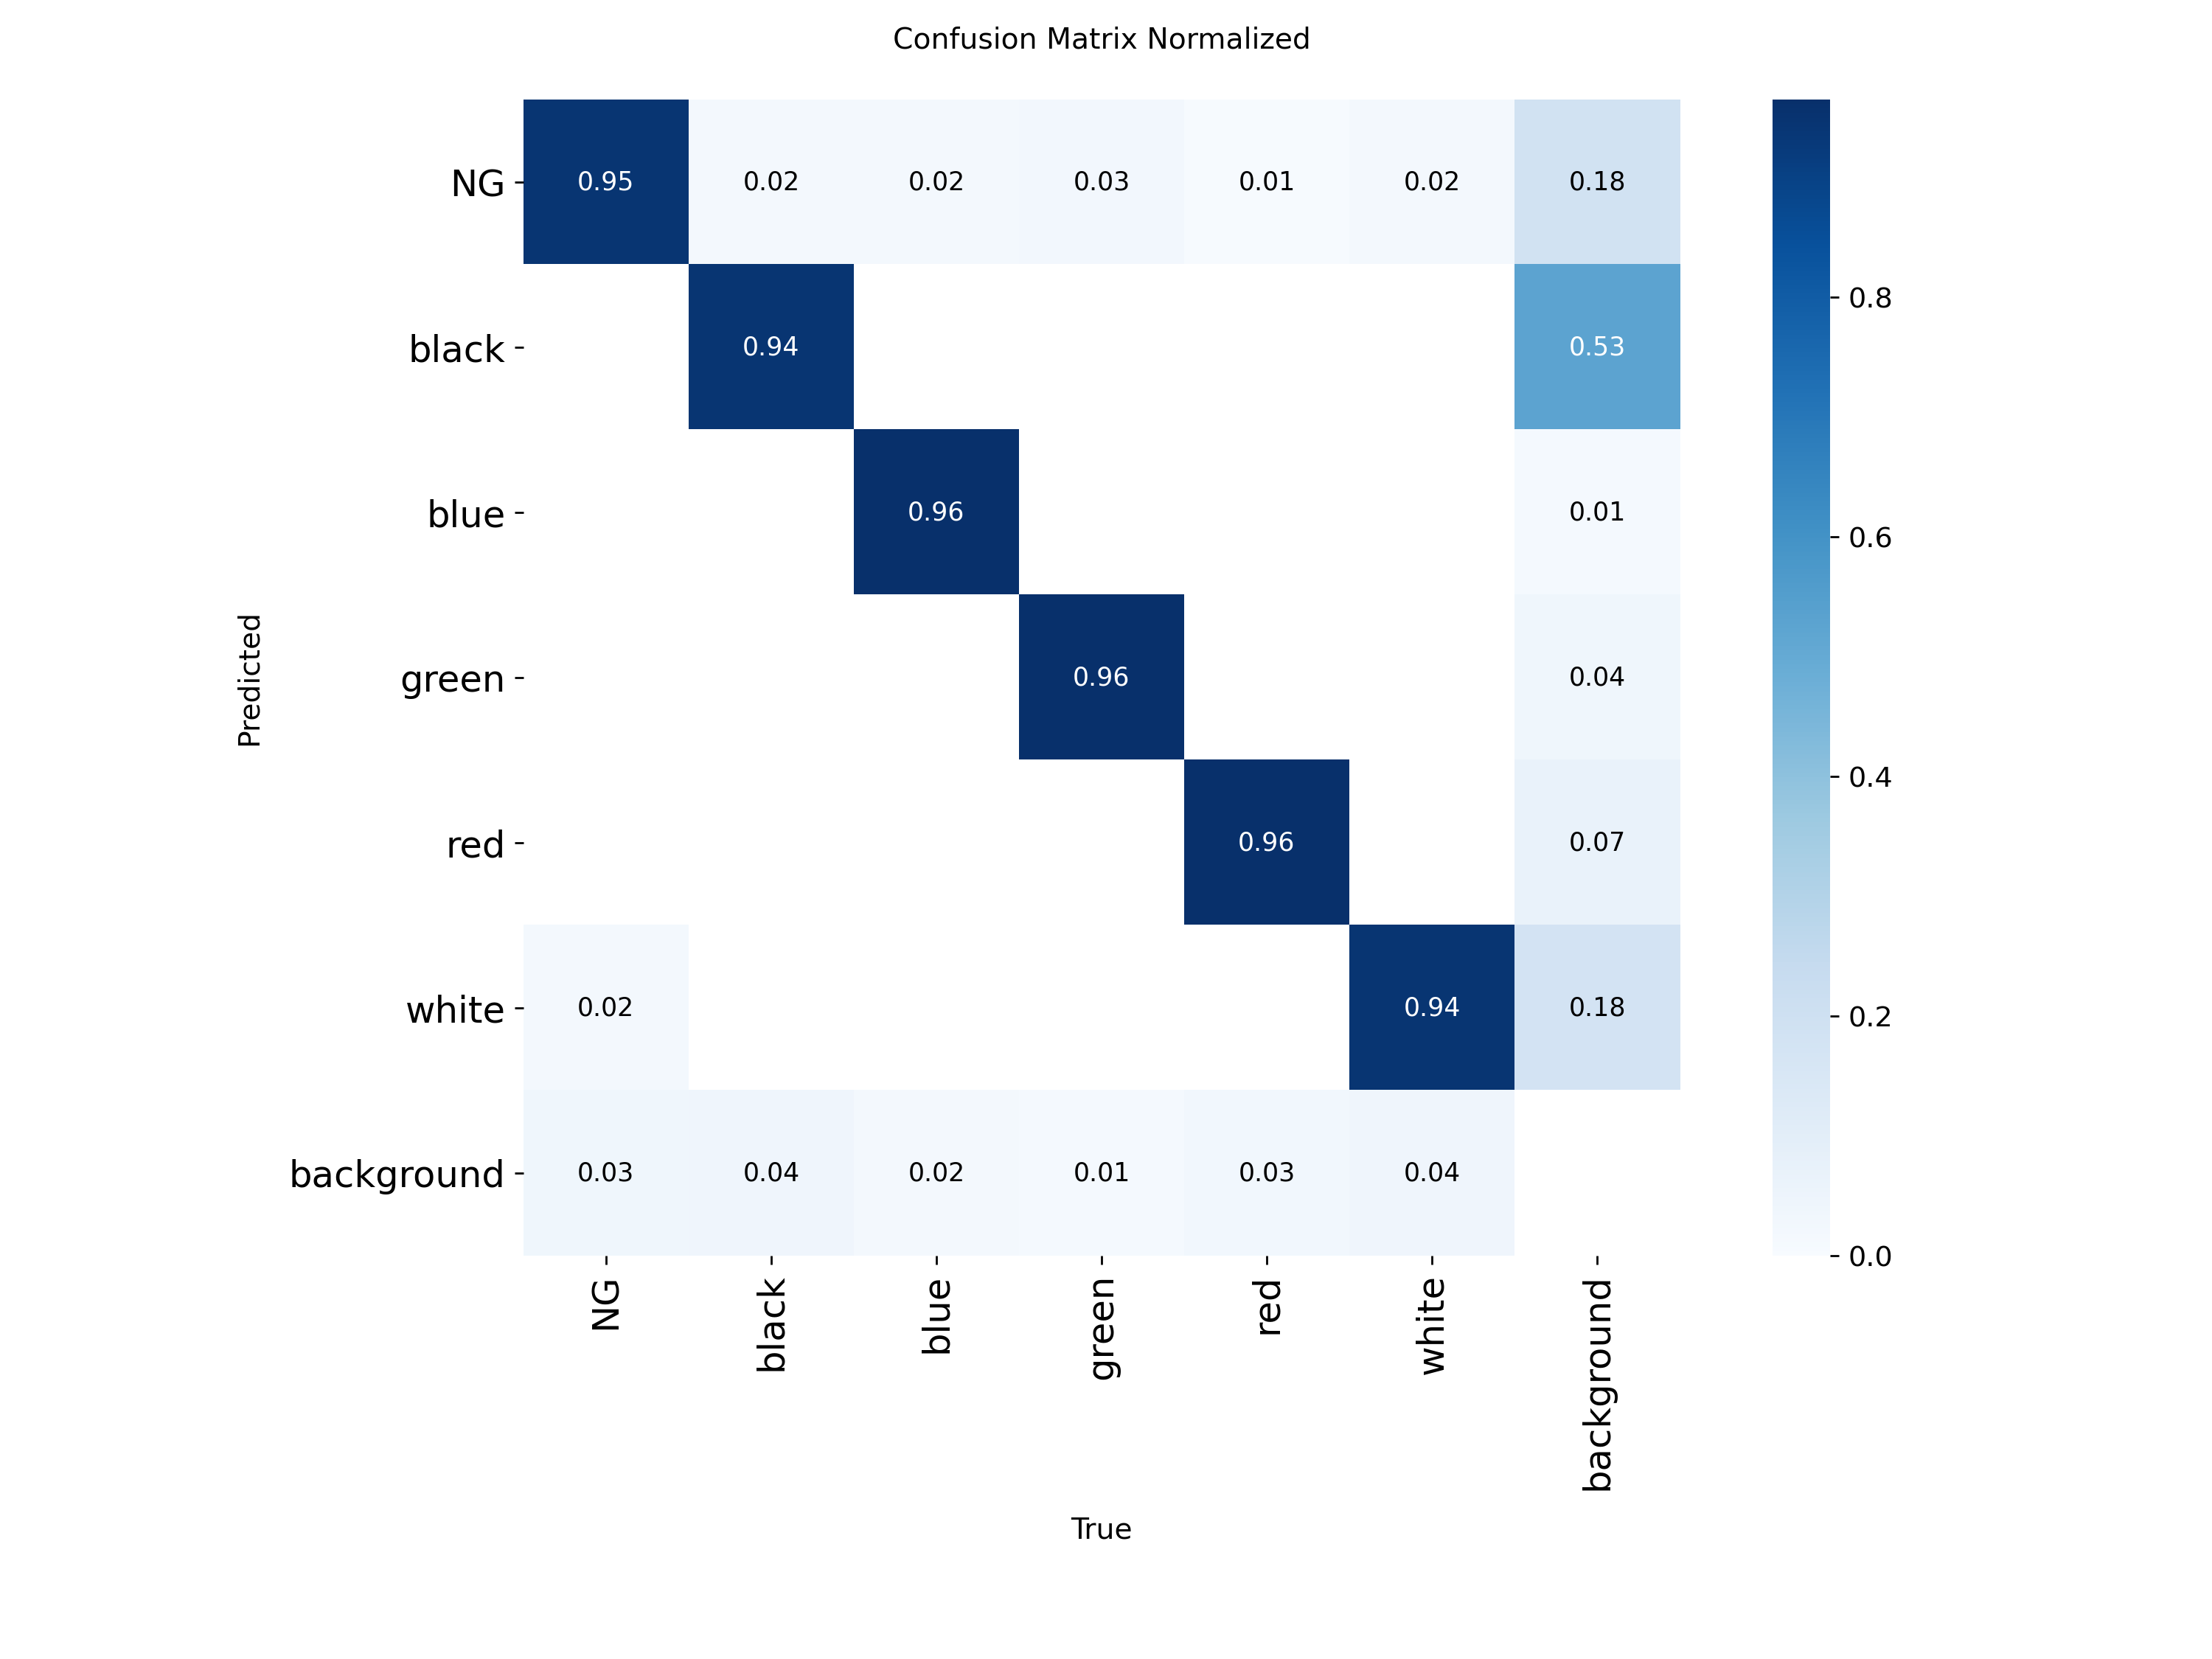 Confusion Matrix Normalized
NG 0.95 0.02 0.02 0.03 0.01 0.02 0.18
black 0.94 0.53
blue 0.96 0.01
green 0.96 0.04
red 0.96 0.07
white 0.02 0.94 0.18
background 0.03 0.04 0.02 0.01 0.03 0.04
Predicted
NG black blue green red white background
True
0.8
0.6
0.4
0.2
0.0